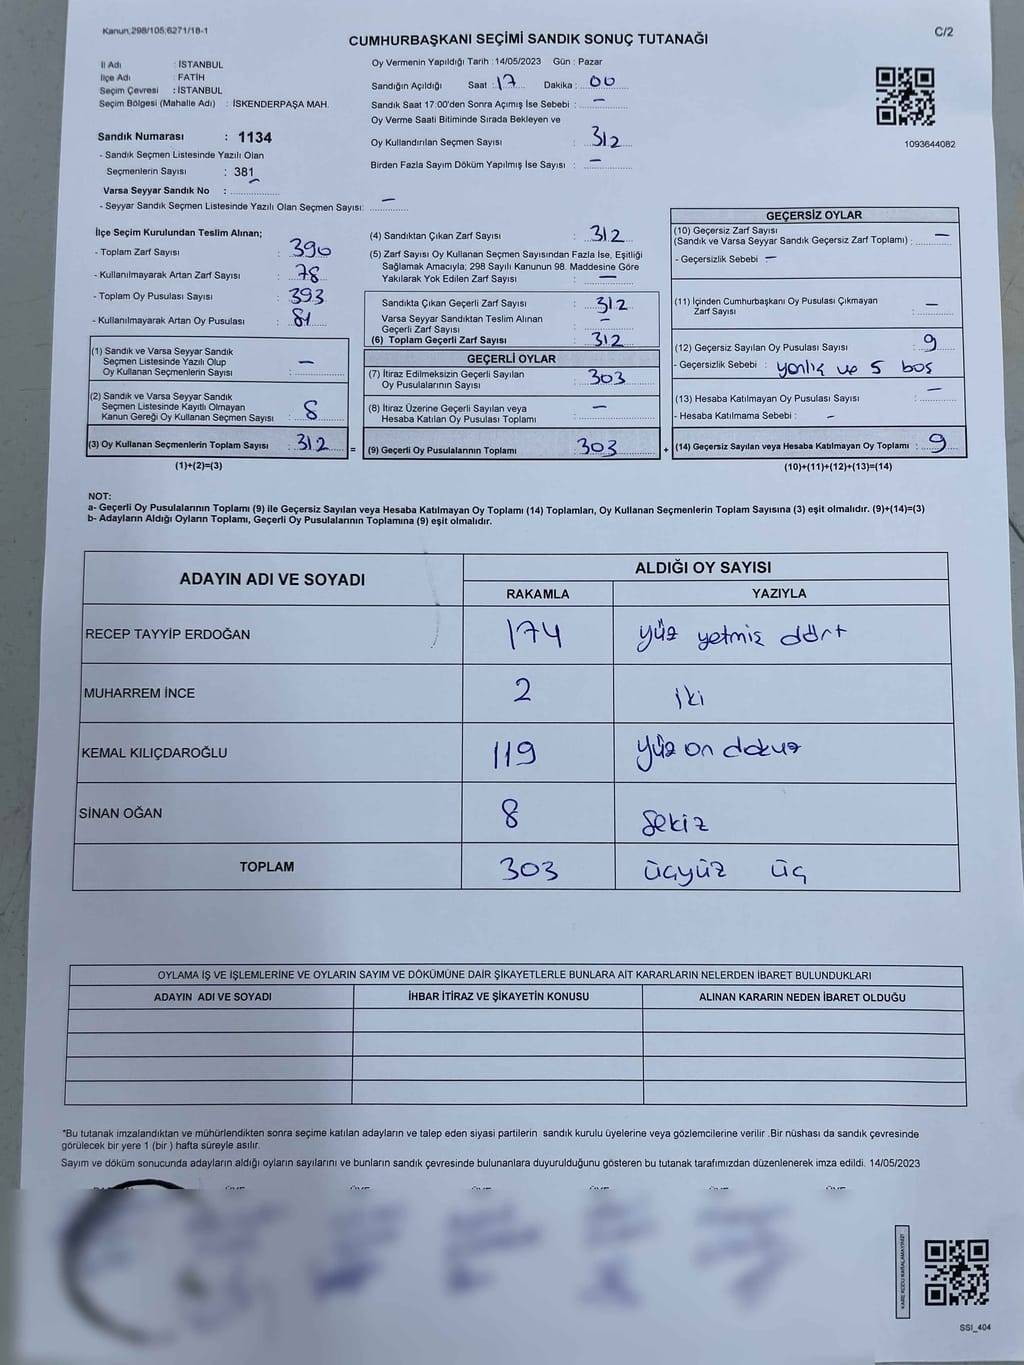 Kanun,298/105,6271/18-1
C/2
CUMHURBAŞKANI SEÇİMİ SANDIK SONUÇ TUTANAĞI
İl Adı : İSTANBUL
İlçe Adı : FATİH
Seçim Çevresi : İSTANBUL
Seçim Bölgesi (Mahalle Adı) : İSKENDERPAŞA MAH.
Sandık Numarası : 1134
- Sandık Seçmen Listesinde Yazılı Olan
Seçmenlerin Sayısı : 381
Varsa Seyyar Sandık No :
- Seyyar Sandık Seçmen Listesinde Yazılı Olan Seçmen Sayısı: —
Oy Vermenin Yapıldığı Tarih :14/05/2023 Gün : Pazar
Sandığın Açıldığı Saat : 17 Dakika : 00
Sandık Saat 17:00'den Sonra Açımış İse Sebebi : —
Oy Verme Saati Bitiminde Sırada Bekleyen ve
Oy Kullandırılan Seçmen Sayısı : 312
Birden Fazla Sayım Döküm Yapılmış İse Sayısı : —
1093644082
İlçe Seçim Kurulundan Teslim Alınan;
- Toplam Zarf Sayısı : 390
- Kullanılmayarak Artan Zarf Sayısı : 78
- Toplam Oy Pusulası Sayısı : 393
- Kullanılmayarak Artan Oy Pusulası : 81
(1) Sandık ve Varsa Seyyar Sandık
Seçmen Listesinde Yazılı Olup
Oy Kullanan Seçmenlerin Sayısı : —
(2) Sandık ve Varsa Seyyar Sandık
Seçmen Listesinde Kayıtlı Olmayan
Kanun Gereği Oy Kullanan Seçmen Sayısı : 8
(3) Oy Kullanan Seçmenlerin Toplam Sayısı : 312 =
(1)+(2)=(3)
(4) Sandıktan Çıkan Zarf Sayısı : 312
(5) Zarf Sayısı Oy Kullanan Seçmen Sayısından Fazla İse, Eşitliği
Sağlamak Amacıyla; 298 Sayılı Kanunun 98. Maddesine Göre
Yakılarak Yok Edilen Zarf Sayısı : —
Sandıkta Çıkan Geçerli Zarf Sayısı : 312
Varsa Seyyar Sandıktan Teslim Alınan
Geçerli Zarf Sayısı : —
(6) Toplam Geçerli Zarf Sayısı : 312
GEÇERLİ OYLAR
(7) İtiraz Edilmeksizin Geçerli Sayılan
Oy Pusulalarının Sayısı : 303
(8) İtiraz Üzerine Geçerli Sayılan veya
Hesaba Katılan Oy Pusulası Toplamı : —
(9) Geçerli Oy Pusulalarının Toplamı : 303 +
GEÇERSİZ OYLAR
(10) Geçersiz Zarf Sayısı
(Sandık ve Varsa Seyyar Sandık Geçersiz Zarf Toplamı) : —
- Geçersizlik Sebebi : —
(11) İçinden Cumhurbaşkanı Oy Pusulası Çıkmayan
Zarf Sayısı : —
(12) Geçersiz Sayılan Oy Pusulası Sayısı : 9
- Geçersizlik Sebebi : yanlış ve 5 boş
(13) Hesaba Katılmayan Oy Pusulası Sayısı : —
- Hesaba Katılmama Sebebi : —
(14) Geçersiz Sayılan veya Hesaba Katılmayan Oy Toplamı : 9
(10)+(11)+(12)+(13)=(14)
NOT:
a- Geçerli Oy Pusulalarının Toplamı (9) ile Geçersiz Sayılan veya Hesaba Katılmayan Oy Toplamı (14) Toplamları, Oy Kullanan Seçmenlerin Toplam Sayısına (3) eşit olmalıdır. (9)+(14)=(3)
b- Adayların Aldığı Oyların Toplamı, Geçerli Oy Pusulalarının Toplamına (9) eşit olmalıdır.
ADAYIN ADI VE SOYADI
ALDIĞI OY SAYISI
RAKAMLA YAZIYLA
RECEP TAYYİP ERDOĞAN 174 yüz yetmiş dört
MUHARREM İNCE 2 iki
KEMAL KILIÇDAROĞLU 119 yüz on dokuz
SİNAN OĞAN 8 Sekiz
TOPLAM 303 üçyüz üç
OYLAMA İŞ VE İŞLEMLERİNE VE OYLARIN SAYIM VE DÖKÜMÜNE DAİR ŞİKAYETLERLE BUNLARA AİT KARARLARIN NELERDEN İBARET BULUNDUKLARI
ADAYIN ADI VE SOYADI İHBAR İTİRAZ VE ŞİKAYETİN KONUSU ALINAN KARARIN NEDEN İBARET OLDUĞU
*Bu tutanak imzalandıktan ve mühürlendikten sonra seçime katılan adayların ve talep eden siyasi partilerin sandık kurulu üyelerine veya gözlemcilerine verilir .Bir nüshası da sandık çevresinde
görülecek bir yere 1 (bir ) hafta süreyle asılır.
Sayım ve döküm sonucunda adayların aldığı oyların sayılarını ve bunların sandık çevresinde bulunanlara duyurulduğunu gösteren bu tutanak tarafımızdan düzenlenerek imza edildi. 14/05/2023
KARE KODU KARALAMAYINIZ!
SSI_404